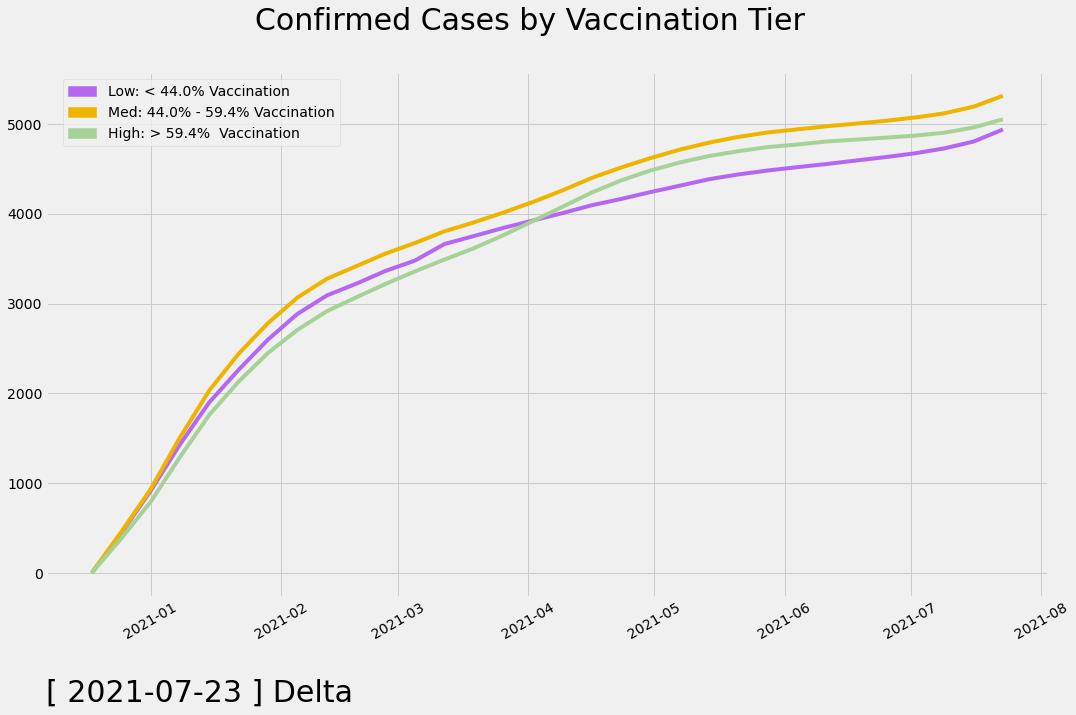 Confirmed Cases by Vaccination Tier
Low: < 44.0% Vaccination
Med: 44.0% - 59.4% Vaccination
High: > 59.4%  Vaccination
5000
4000
3000
2000
1000
0
2021-01
2021-02
2021-03
2021-04
2021-05
2021-06
2021-07
2021-08
[ 2021-07-23 ] Delta